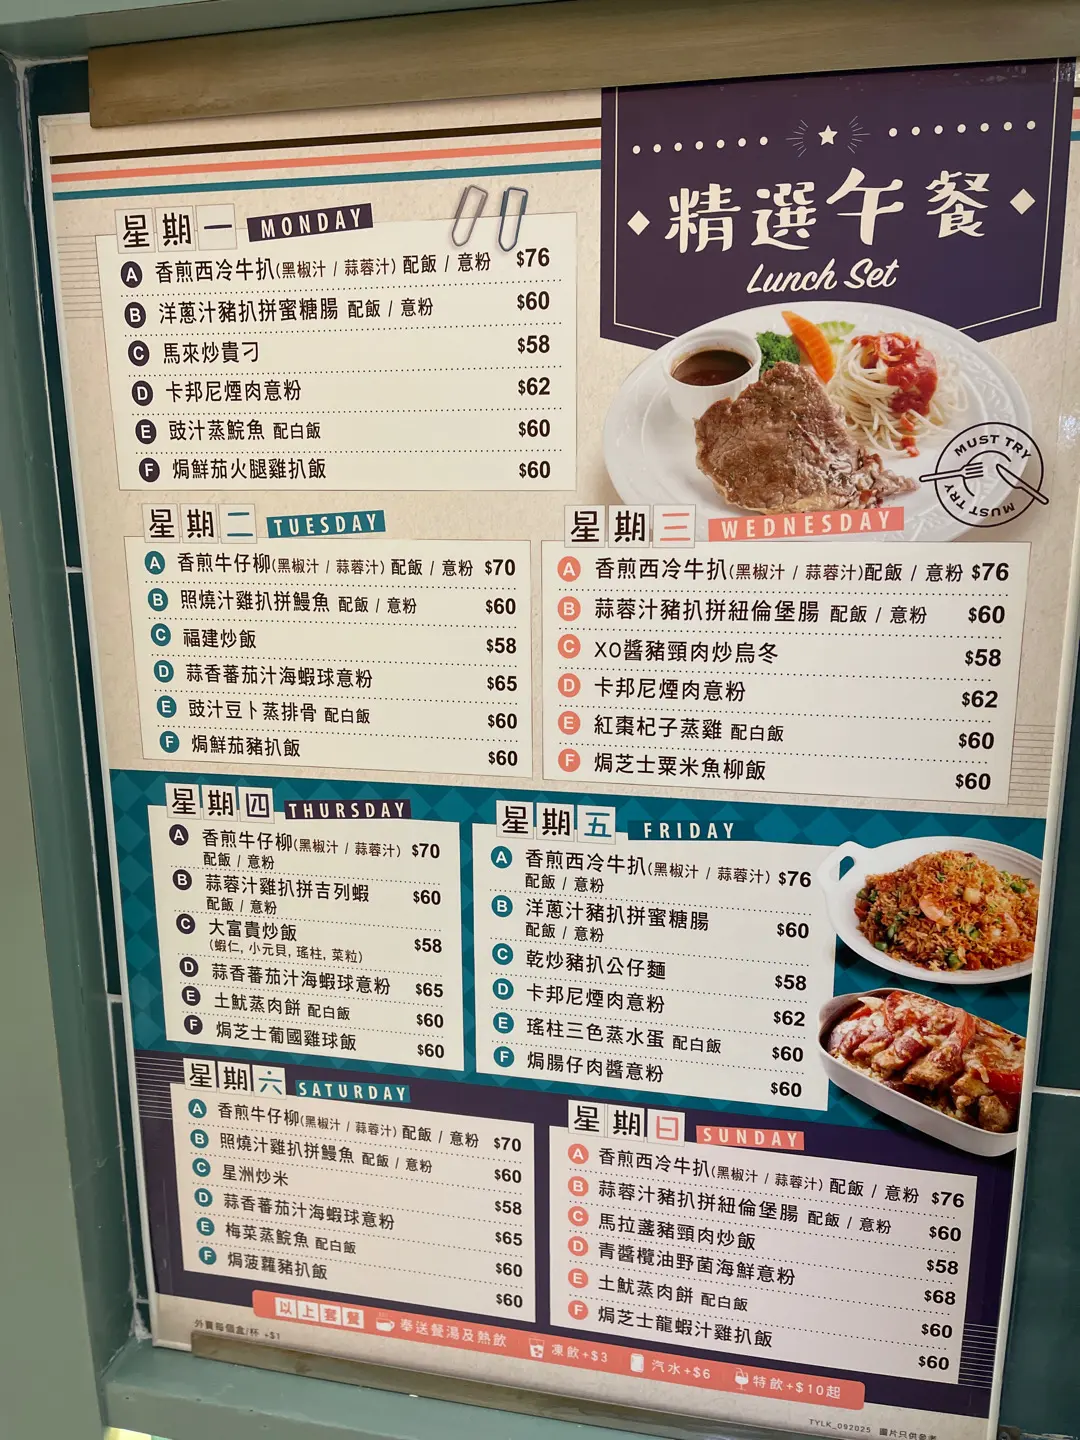 精選午餐
Lunch Set
MUST TRY
MUST TRY
MUST TRY
星期一 MONDAY
A 香煎西冷牛扒(黑椒汁 / 蒜蓉汁) 配飯 / 意粉 $76
B 洋蔥汁豬扒拼蜜糖腸 配飯 / 意粉 $60
C 馬來炒貴刁 $58
D 卡邦尼煙肉意粉 $62
E 豉汁蒸鯇魚 配白飯 $60
F 焗鮮茄火腿雞扒飯 $60
星期二 TUESDAY
A 香煎牛仔柳(黑椒汁 / 蒜蓉汁) 配飯 / 意粉 $70
B 照燒汁雞扒拼鰻魚 配飯 / 意粉 $60
C 福建炒飯 $58
D 蒜香蕃茄汁海蝦球意粉 $65
E 豉汁豆卜蒸排骨 配白飯 $60
F 焗鮮茄豬扒飯 $60
星期三 WEDNESDAY
A 香煎西冷牛扒(黑椒汁 / 蒜蓉汁)配飯 / 意粉 $76
B 蒜蓉汁豬扒拼紐倫堡腸 配飯 / 意粉 $60
C XO醬豬頸肉炒烏冬 $58
D 卡邦尼煙肉意粉 $62
E 紅棗杞子蒸雞 配白飯 $60
F 焗芝士粟米魚柳飯 $60
星期四 THURSDAY
A 香煎牛仔柳(黑椒汁 / 蒜蓉汁) $70
配飯 / 意粉
B 蒜蓉汁雞扒拼吉列蝦 $60
配飯 / 意粉
C 大富貴炒飯 $58
(蝦仁, 小元貝, 瑤柱, 菜粒)
D 蒜香蕃茄汁海蝦球意粉 $65
E 土魷蒸肉餅 配白飯 $60
F 焗芝士葡國雞球飯 $60
星期五 FRIDAY
A 香煎西冷牛扒(黑椒汁 / 蒜蓉汁) $76
配飯 / 意粉
B 洋蔥汁豬扒拼蜜糖腸 $60
配飯 / 意粉
C 乾炒豬扒公仔麵 $58
D 卡邦尼煙肉意粉 $62
E 瑤柱三色蒸水蛋 配白飯 $60
F 焗腸仔肉醬意粉 $60
星期六 SATURDAY
A 香煎牛仔柳(黑椒汁 / 蒜蓉汁) 配飯 / 意粉 $70
B 照燒汁雞扒拼鰻魚 配飯 / 意粉 $60
C 星洲炒米 $58
D 蒜香蕃茄汁海蝦球意粉 $65
E 梅菜蒸鯇魚 配白飯 $60
F 焗菠蘿豬扒飯 $60
星期日 SUNDAY
A 香煎西冷牛扒(黑椒汁 / 蒜蓉汁) 配飯 / 意粉 $76
B 蒜蓉汁豬扒拼紐倫堡腸 配飯 / 意粉 $60
C 馬拉盞豬頸肉炒飯 $58
D 青醬欖油野菌海鮮意粉 $68
E 土魷蒸肉餅 配白飯 $60
F 焗芝士龍蝦汁雞扒飯 $60
以上套餐 奉送餐湯及熱飲 凍飲+$3 汽水+$6 特飲+$10起
外賣每個盒/杯 +$1
TYLK_092025 圖片只供參考